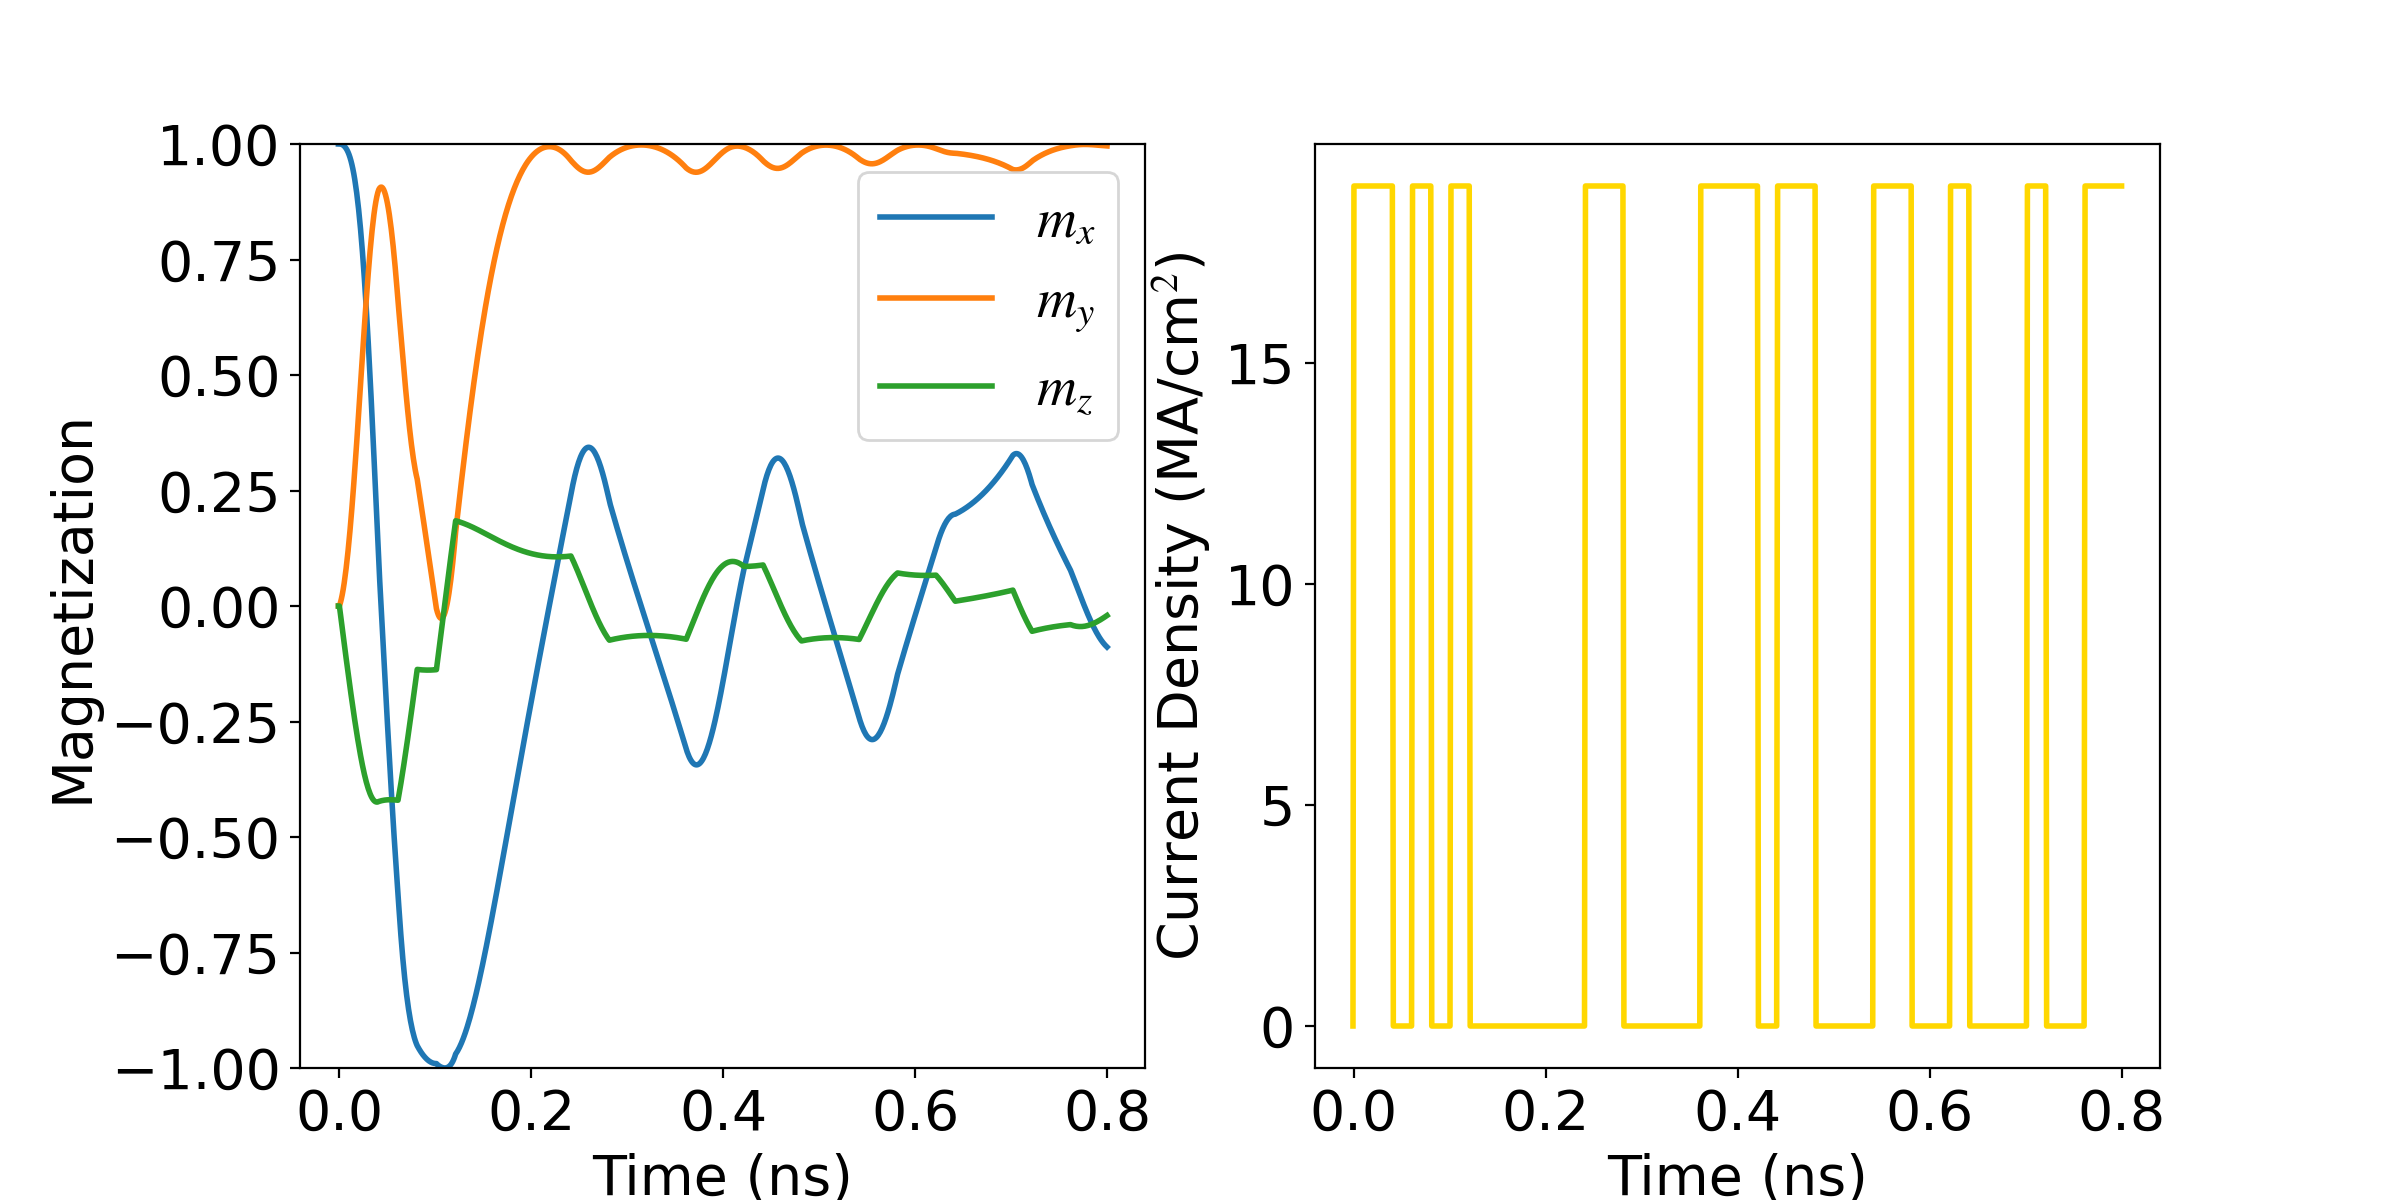 Magnetization
1.00
0.75
0.50
0.25
0.00
−0.25
−0.50
−0.75
−1.00
0.0 0.2 0.4 0.6 0.8
Time (ns)
m_x
m_y
m_z
Current Density (MA/cm²)
15
10
5
0
0.0 0.2 0.4 0.6 0.8
Time (ns)